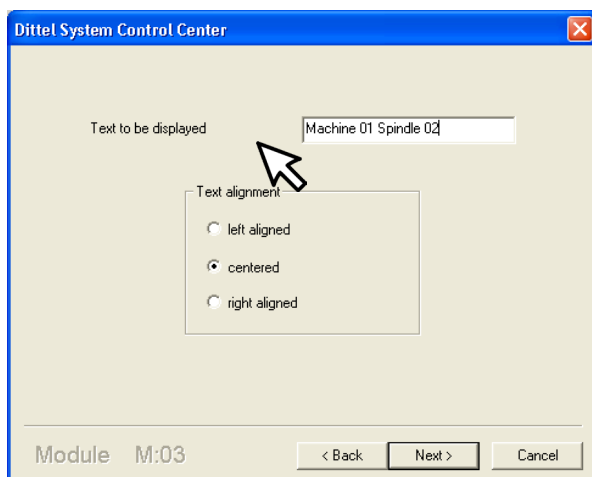 Dittel System Control Center
Text to be displayed Machine 01 Spindle 02
Text alignment
left aligned
centered
right aligned
Module M:03 < Back Next > Cancel